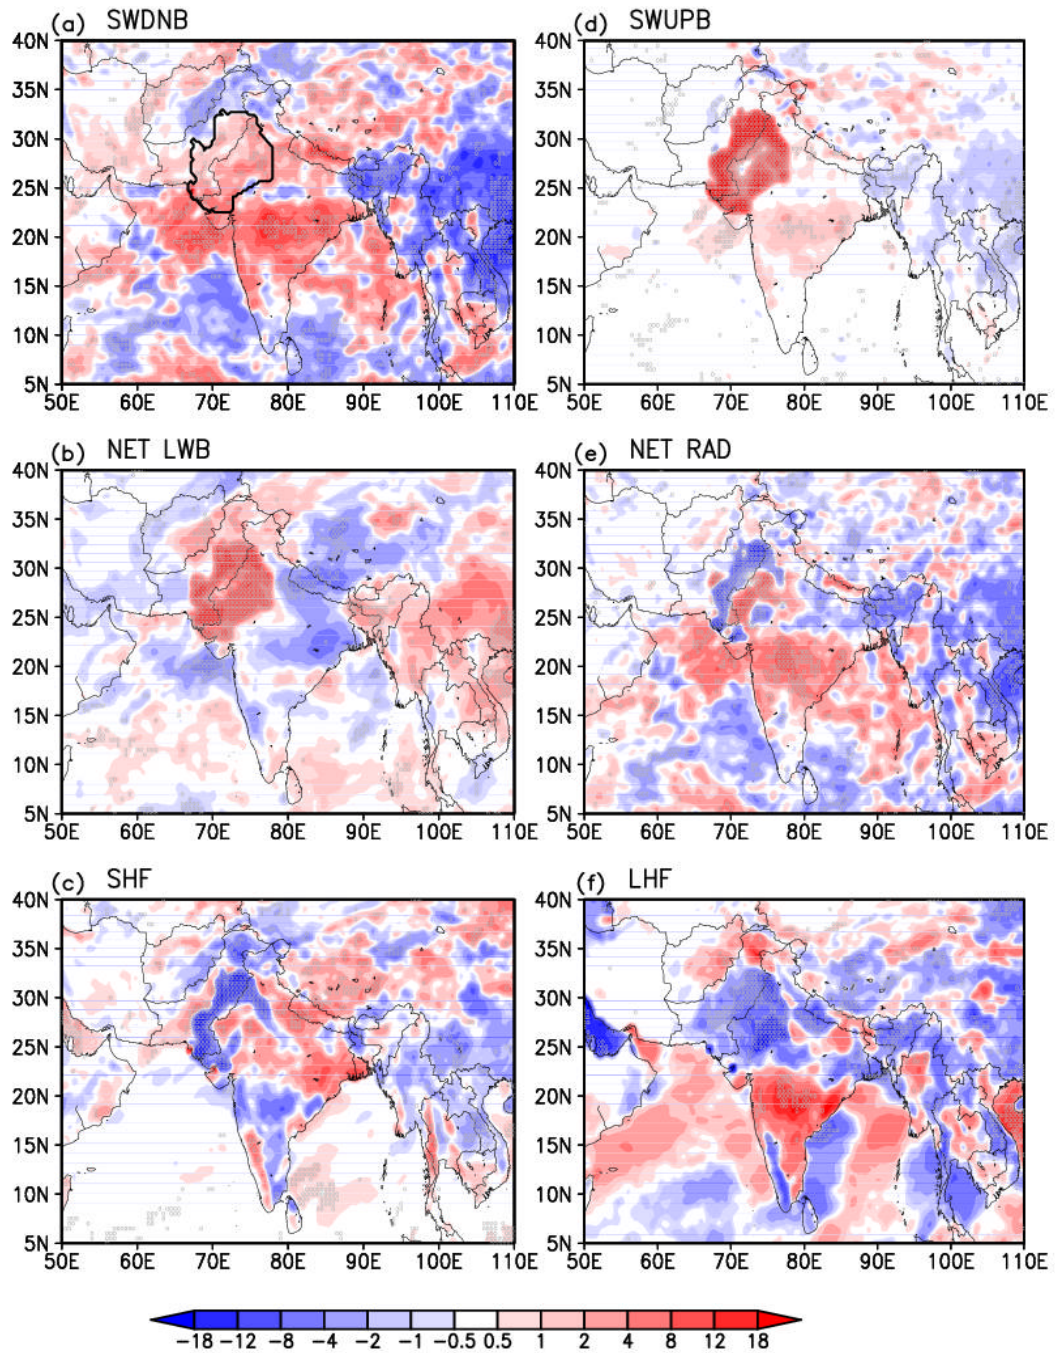 (a) SWDNB
40N
35N
30N
25N
20N
15N
10N
5N
50E 60E 70E 80E 90E 100E 110E
(d) SWUPB
40N
35N
30N
25N
20N
15N
10N
5N
50E 60E 70E 80E 90E 100E 110E
(b) NET LWB
40N
35N
30N
25N
20N
15N
10N
5N
50E 60E 70E 80E 90E 100E 110E
(e) NET RAD
40N
35N
30N
25N
20N
15N
10N
5N
50E 60E 70E 80E 90E 100E 110E
(c) SHF
40N
35N
30N
25N
20N
15N
10N
5N
50E 60E 70E 80E 90E 100E 110E
(f) LHF
40N
35N
30N
25N
20N
15N
10N
5N
50E 60E 70E 80E 90E 100E 110E
-18 -12 -8 -4 -2 -1 -0.5 0.5 1 2 4 8 12 18